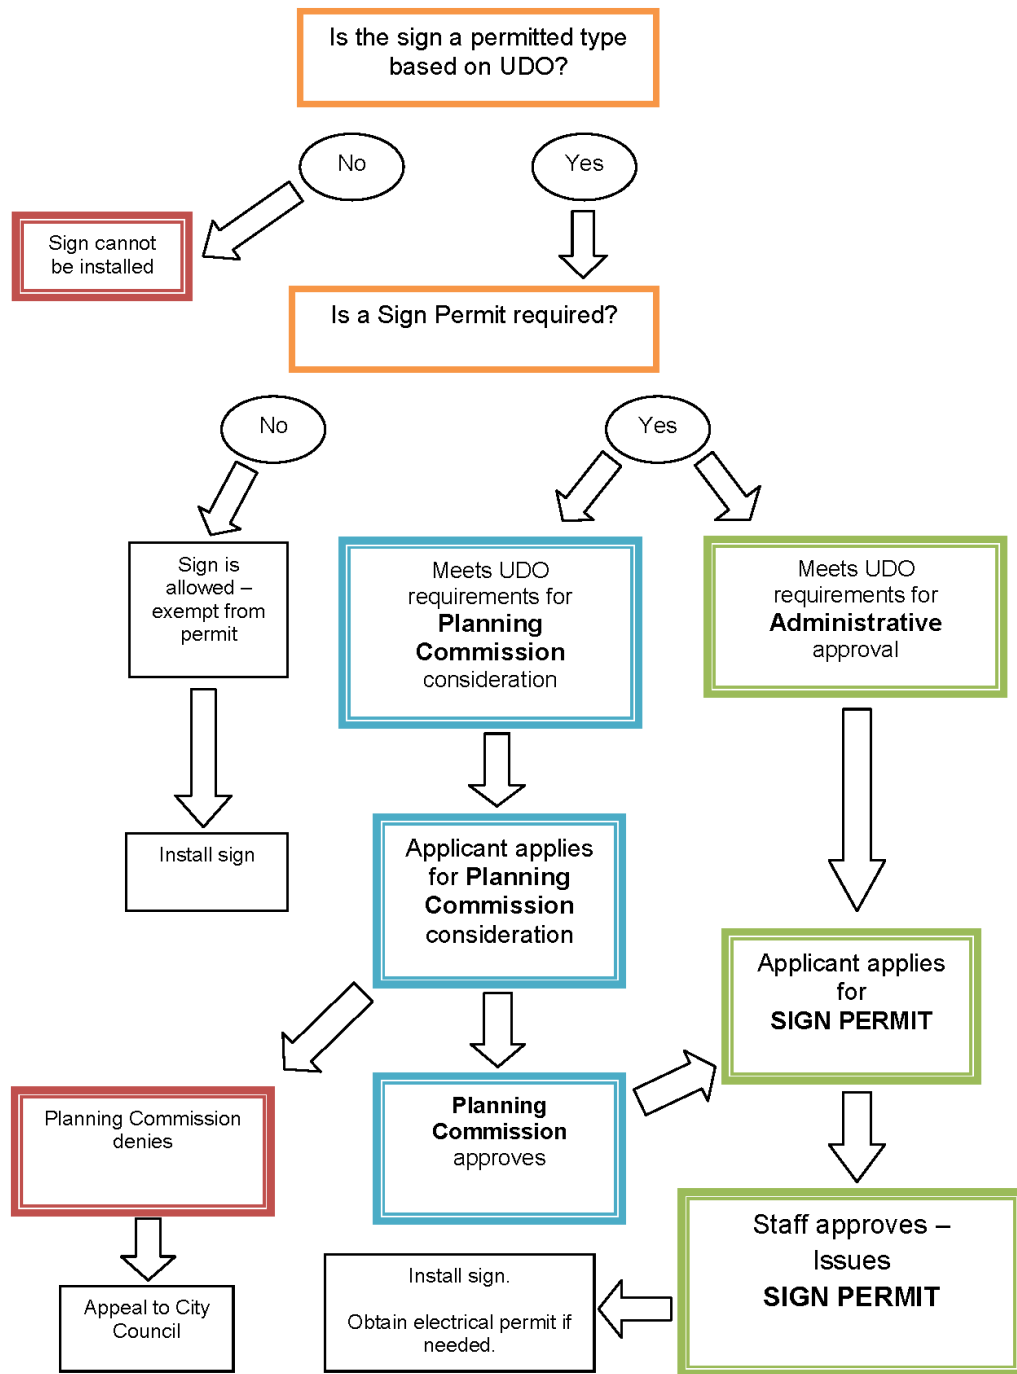 Is the sign a permitted type
based on UDO?
No
Yes
Sign cannot
be installed
Is a Sign Permit required?
No
Yes
Sign is
allowed –
exempt from
permit
Meets UDO
requirements for
Planning
Commission
consideration
Meets UDO
requirements for
Administrative
approval
Install sign
Applicant applies
for Planning
Commission
consideration
Applicant applies
for
SIGN PERMIT
Planning Commission
denies
Planning
Commission
approves
Staff approves –
Issues
SIGN PERMIT
Appeal to City
Council
Install sign.
Obtain electrical permit if
needed.